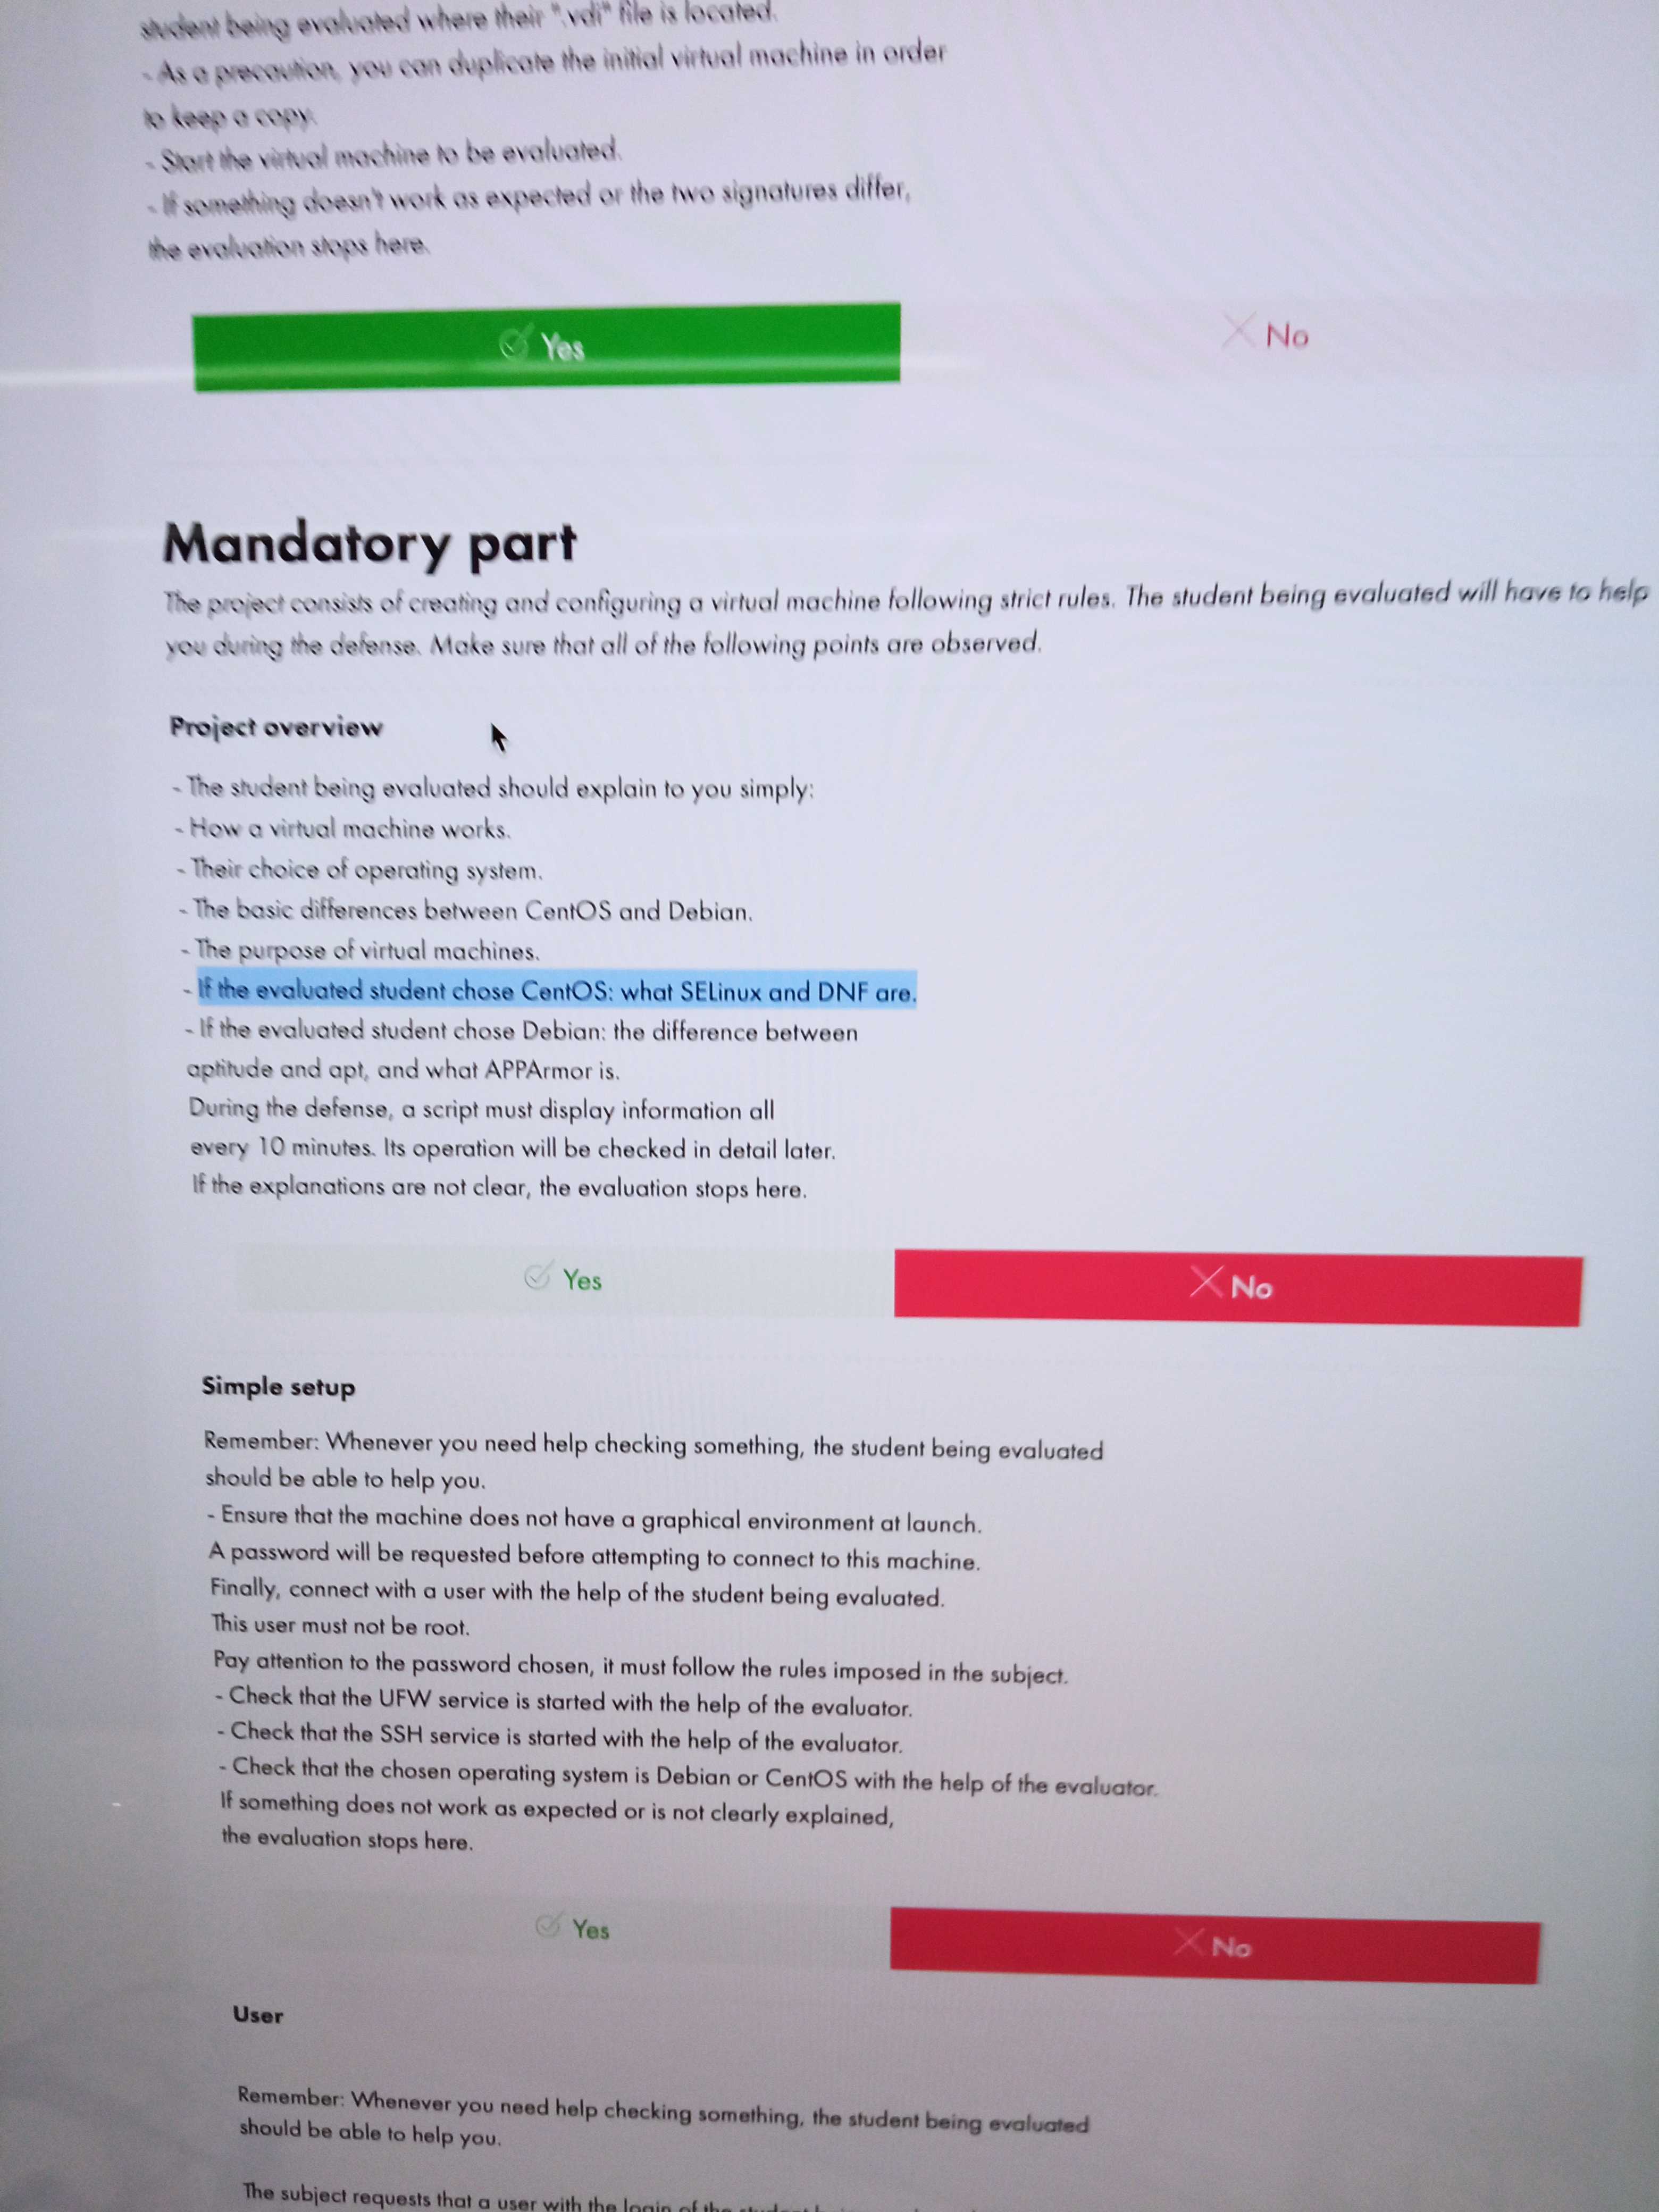 student being evaluated where their ".vdi" file is located.
- As a precaution, you can duplicate the initial virtual machine in order
to keep a copy.
- Start the virtual machine to be evaluated.
- If something doesn't work as expected or the two signatures differ,
the evaluation stops here.
Yes
No
Mandatory part
The project consists of creating and configuring a virtual machine following strict rules. The student being evaluated will have to help
you during the defense. Make sure that all of the following points are observed.
Project overview
- The student being evaluated should explain to you simply:
- How a virtual machine works.
- Their choice of operating system.
- The basic differences between CentOS and Debian.
- The purpose of virtual machines.
- If the evaluated student chose CentOS: what SELinux and DNF are.
- If the evaluated student chose Debian: the difference between
aptitude and apt, and what APPArmor is.
During the defense, a script must display information all
every 10 minutes. Its operation will be checked in detail later.
If the explanations are not clear, the evaluation stops here.
Yes
No
Simple setup
Remember: Whenever you need help checking something, the student being evaluated
should be able to help you.
- Ensure that the machine does not have a graphical environment at launch.
A password will be requested before attempting to connect to this machine.
Finally, connect with a user with the help of the student being evaluated.
This user must not be root.
Pay attention to the password chosen, it must follow the rules imposed in the subject.
- Check that the UFW service is started with the help of the evaluator.
- Check that the SSH service is started with the help of the evaluator.
- Check that the chosen operating system is Debian or CentOS with the help of the evaluator.
If something does not work as expected or is not clearly explained,
the evaluation stops here.
Yes
No
User
Remember: Whenever you need help checking something, the student being evaluated
should be able to help you.
The subject requests that a user with the login of the student